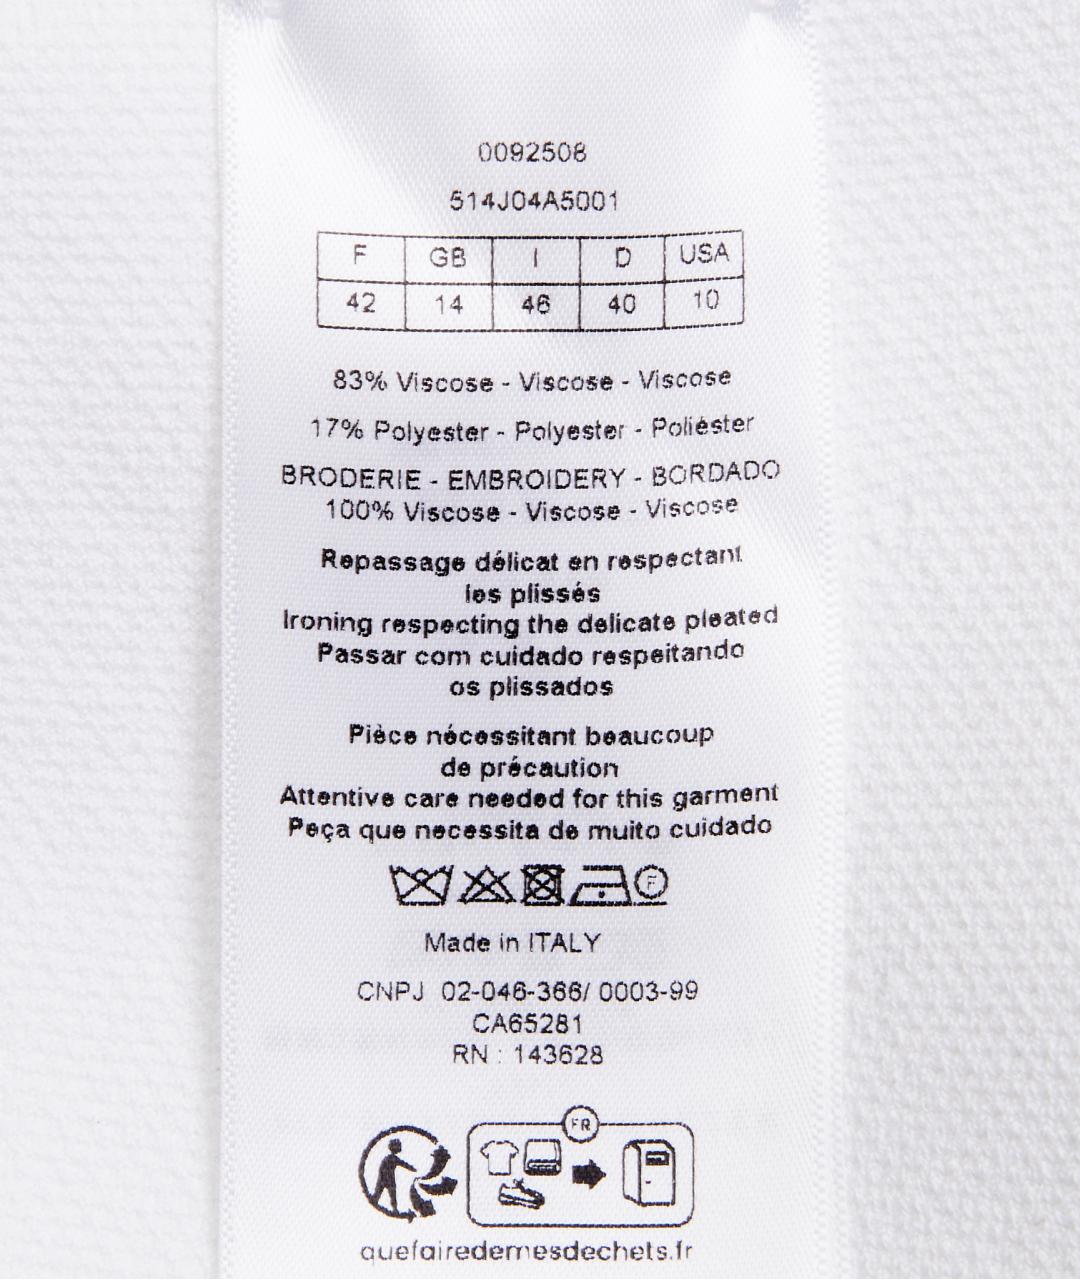 0092508
514J04A5001
F GB I D USA
42 14 46 40 10
83% Viscose - Viscose - Viscose
17% Polyester - Polyester - Poliéster
BRODERIE - EMBROIDERY - BORDADO
100% Viscose - Viscose - Viscose
Repassage délicat en respectant
les plissés
Ironing respecting the delicate pleated
Passar com cuidado respeitando
os plissados
Pièce nécessitant beaucoup
de précaution
Attentive care needed for this garment
Peça que necessita de muito cuidado
F
Made in ITALY
CNPJ 02-046-366/ 0003-99
CA65281
RN : 143628
FR
quefairedemesdechets.fr